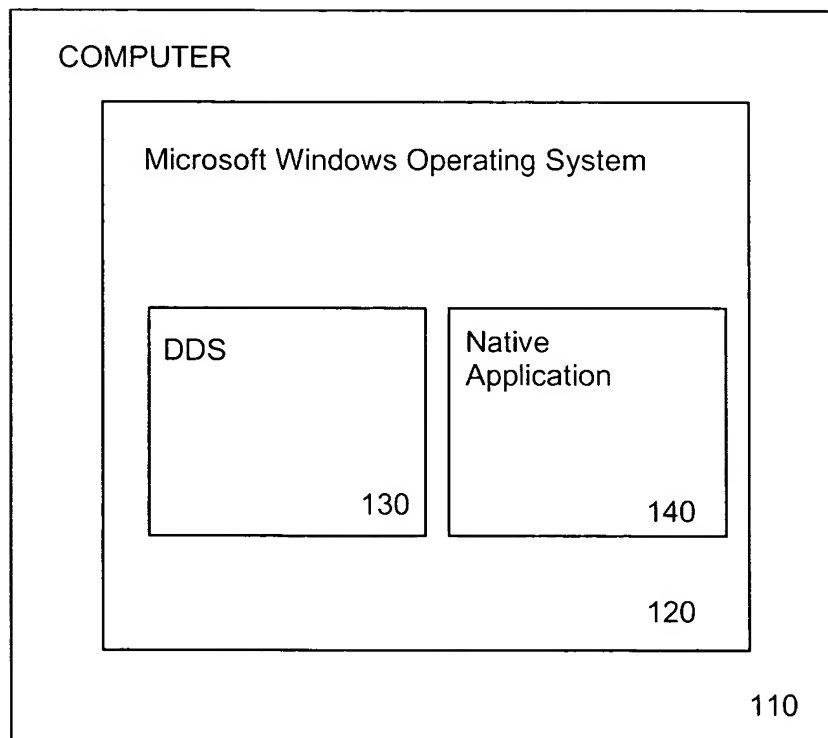 COMPUTER
Microsoft Windows Operating System
DDS
Native
Application
130
140
120
110